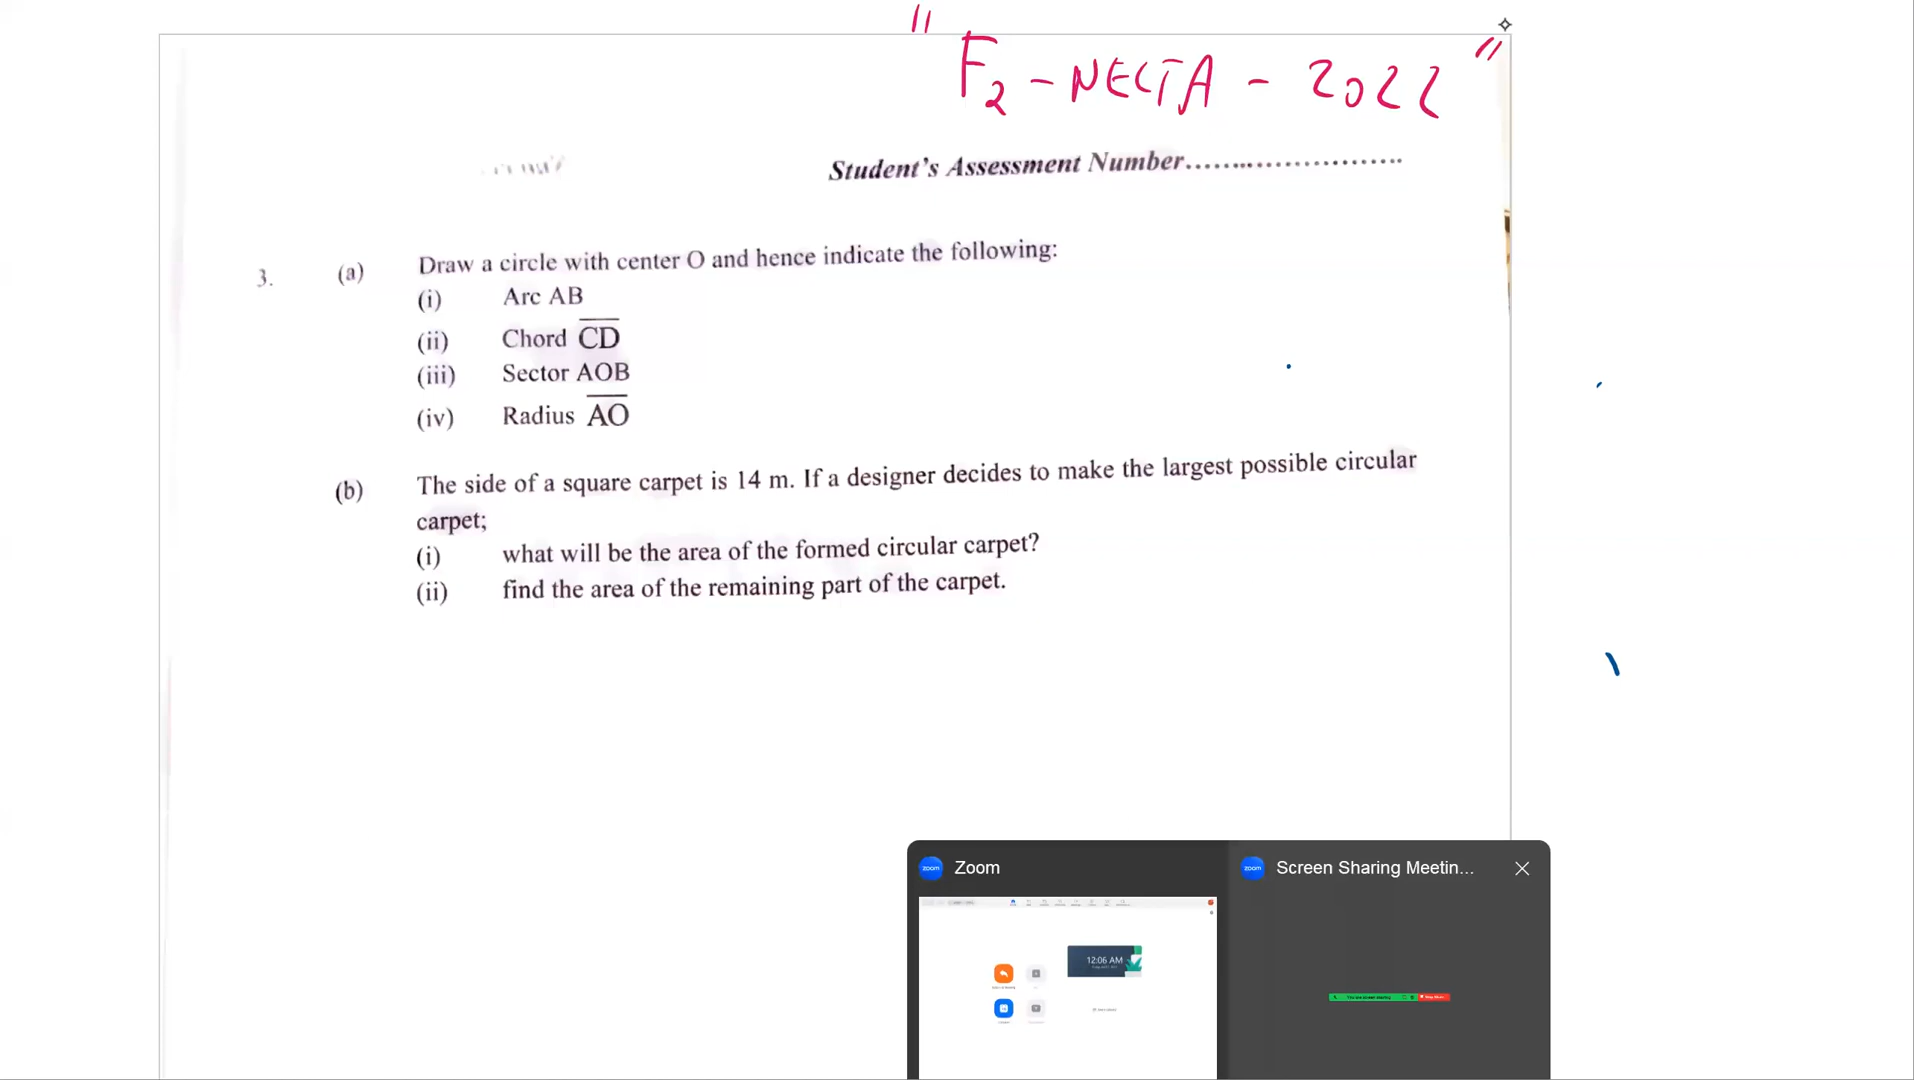 " F2 - NECTA - 2022 "
Student's Assessment Number..........................
3. (a) Draw a circle with center O and hence indicate the following:
(i) Arc AB
(ii) Chord CD
(iii) Sector AOB
(iv) Radius AO
(b) The side of a square carpet is 14 m. If a designer decides to make the largest possible circular
carpet;
(i) what will be the area of the formed circular carpet?
(ii) find the area of the remaining part of the carpet.
zoom Zoom
zoom Screen Sharing Meetin...
12:06 AM